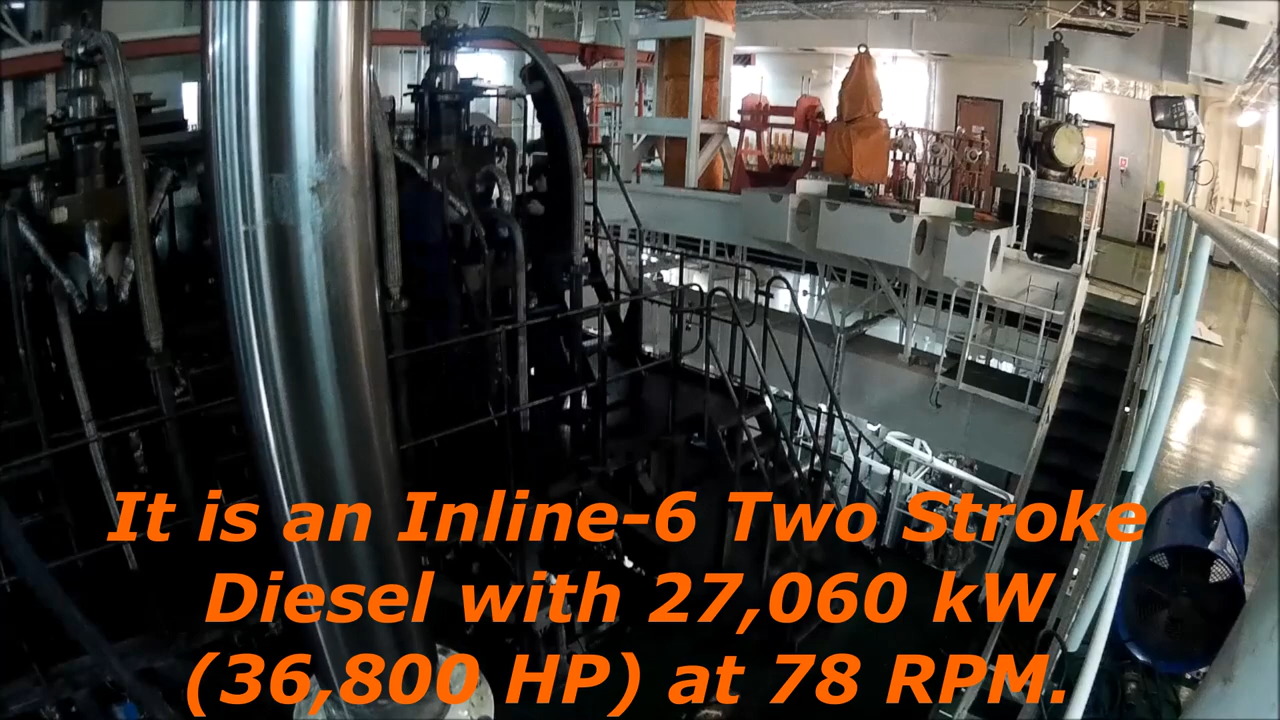 It is an Inline-6 Two Stroke
Diesel with 27,060 kW
(36,800 HP) at 78 RPM.